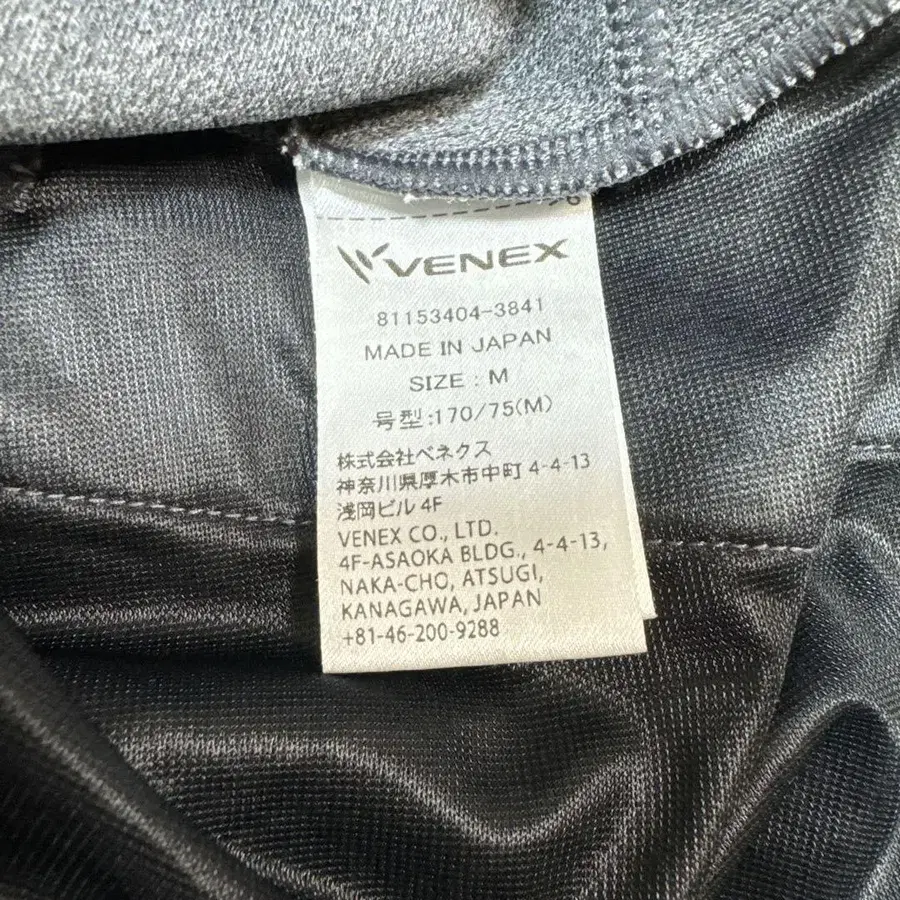 VENEX
81153404-3841
MADE IN JAPAN
SIZE : M
号型:170/75(M)
株式会社ベネクス
神奈川県厚木市中町 4-4-13
浅岡ビル 4F
VENEX CO., LTD.
4F-ASAOKA BLDG., 4-4-13,
NAKA-CHO, ATSUGI,
KANAGAWA, JAPAN
+81-46-200-9288